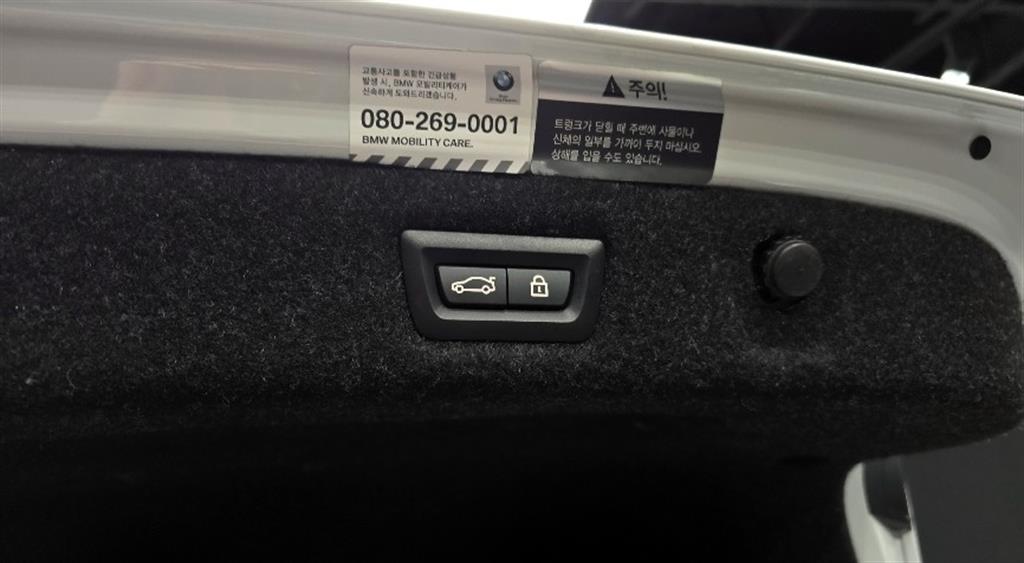 교통사고를 포함한 긴급상황
발생 시, BMW 모빌리티케어가
신속하게 도와드리겠습니다.
080-269-0001
BMW MOBILITY CARE.
주의!
트렁크가 닫힐 때 주변에 사물이나
신체의 일부를 가까이 두지 마십시오.
상해를 입을 수도 있습니다.